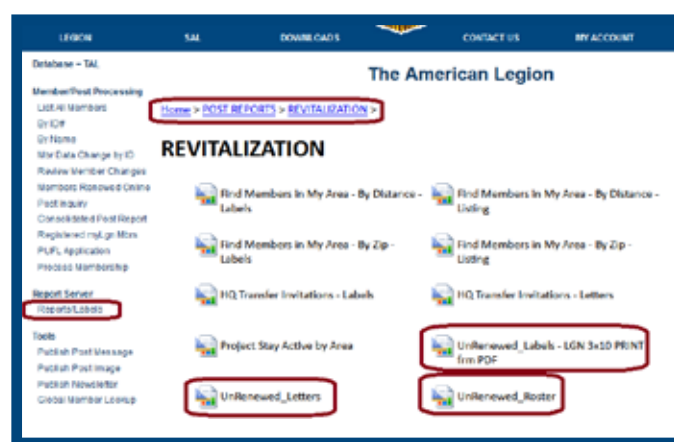 LEGION SAL DOWNLOADS CONTACT US MY ACCOUNT
Database – TAL
The American Legion
Member/Post Processing
List All Members
By ID#
By Name
Mbr Data Change by ID
Review Member Changes
Members Renewed Online
Post Inquiry
Consolidated Post Report
Registered myLgn Mbrs
PUFL Application
Process Membership
Report Server
Reports/Labels
Tools
Publish Post Message
Publish Post Image
Publish Newsletter
Global Member Lookup
Home > POST REPORTS > REVITALIZATION >
REVITALIZATION
Find Members In My Area - By Distance -
Labels
Find Members In My Area - By Distance -
Listing
Find Members In My Area - By Zip -
Labels
Find Members In My Area - By Zip -
Listing
HQ Transfer Invitations - Labels
HQ Transfer Invitations - Letters
Project Stay Active by Area
UnRenewed_Labels - LGN 3x10 PRINT
frm PDF
UnRenewed_Letters
UnRenewed_Roster